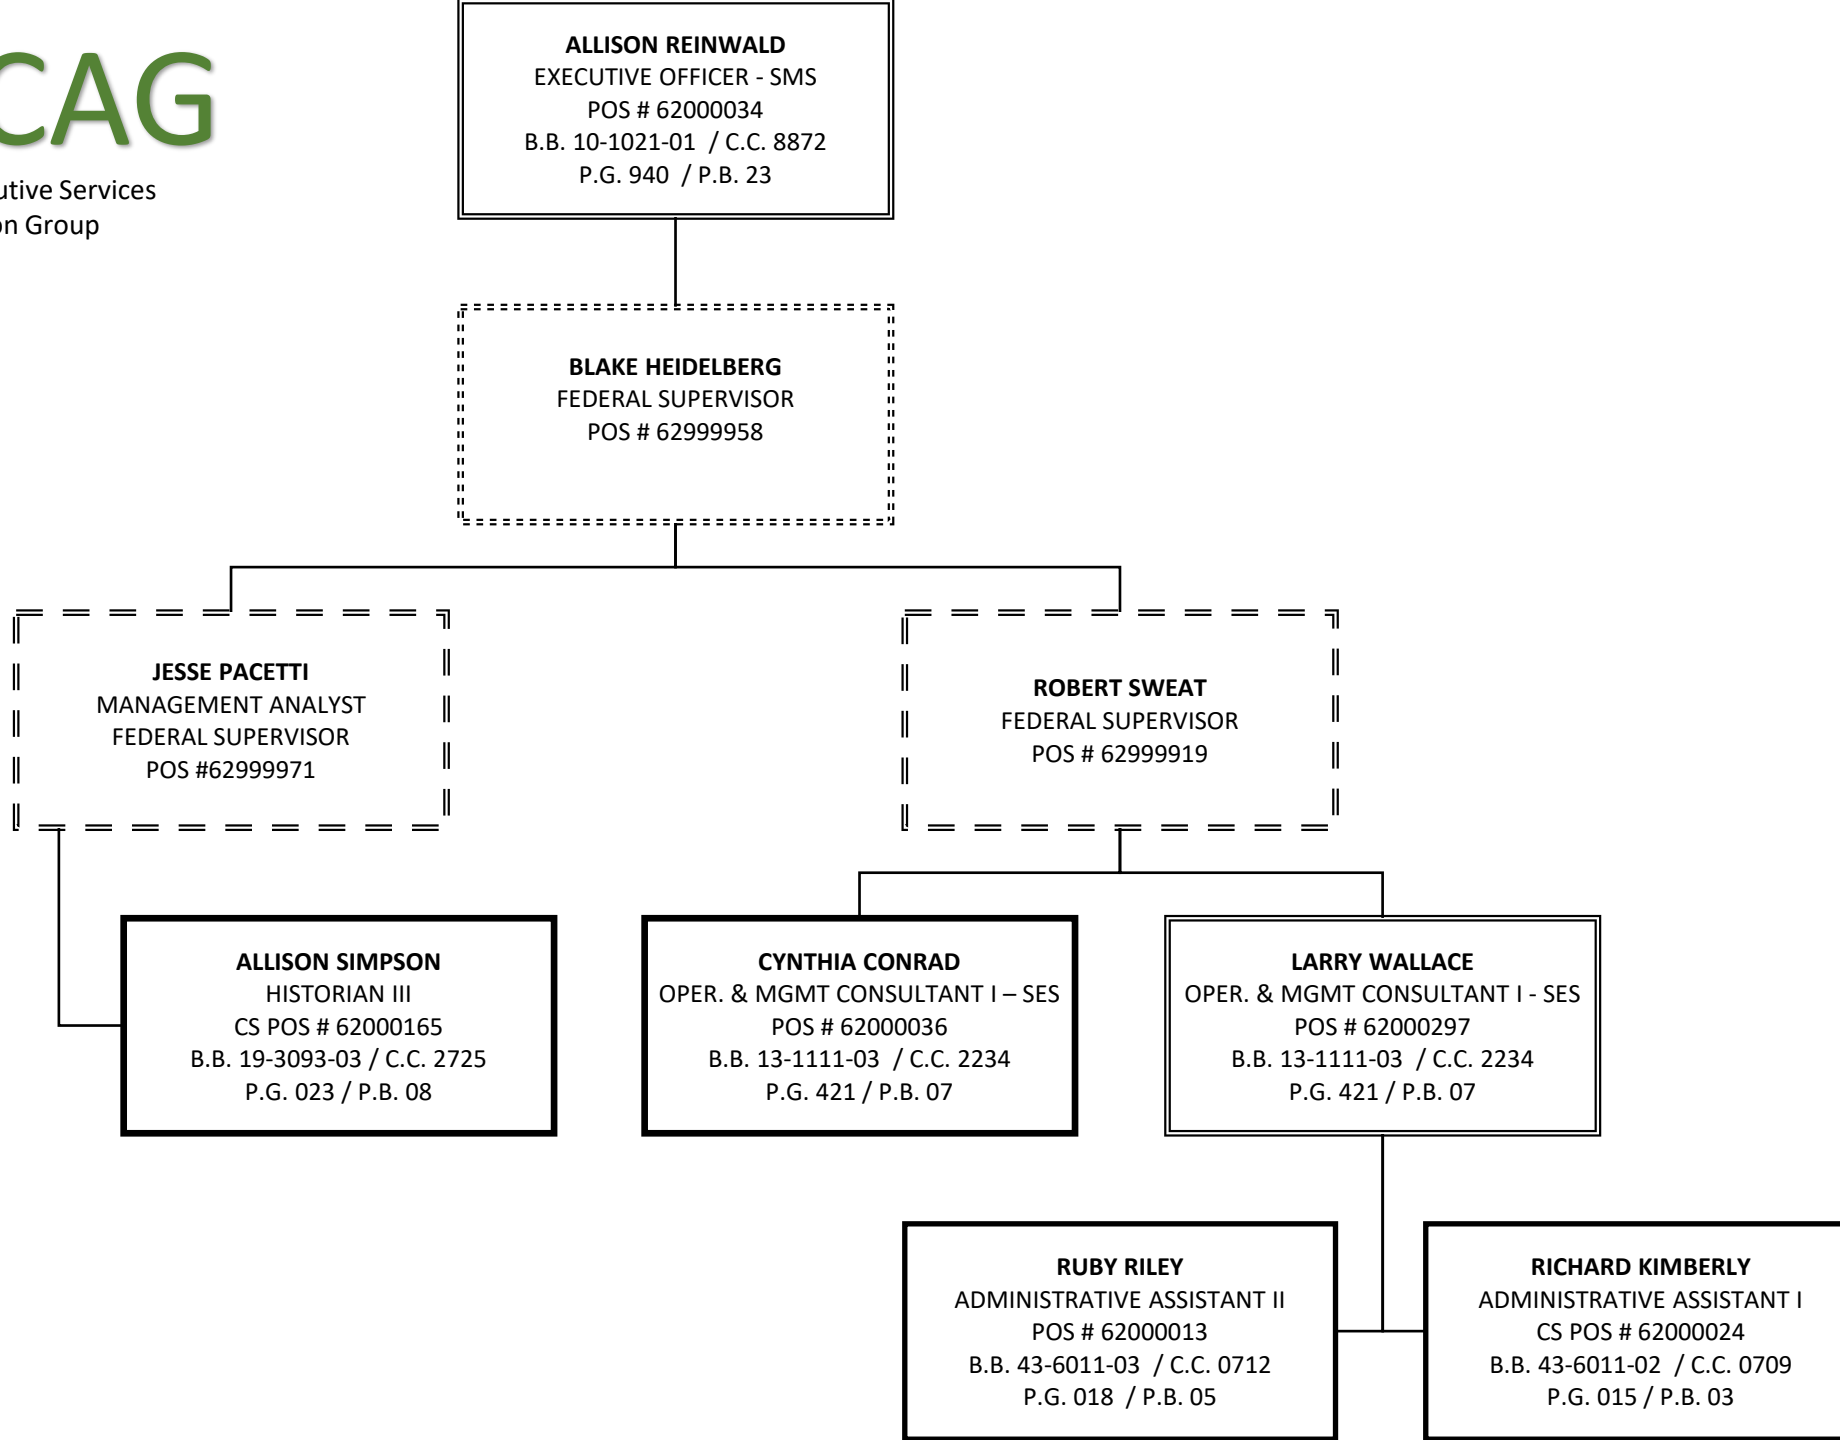 CAG
Services
Group
ALLISON REINWALD
EXECUTIVE OFFICER - SMS
POS # 62000034
B.B. 10-1021-01 / C.C. 8872
P.G. 940 / P.B. 23
BLAKE HEIDELBERG
FEDERAL SUPERVISOR
POS # 62999958
JESSE PACETTI
MANAGEMENT ANALYST
FEDERAL SUPERVISOR
POS #62999971
ROBERT SWEAT
FEDERAL SUPERVISOR
POS # 62999919
ALLISON SIMPSON
HISTORIAN III
CS POS # 62000165
B.B. 19-3093-03 / C.C. 2725
P.G. 023 / P.B. 08
CYNTHIA CONRAD
OPER. & MGMT CONSULTANT I – SES
POS # 62000036
B.B. 13-1111-03 / C.C. 2234
P.G. 421 / P.B. 07
LARRY WALLACE
OPER. & MGMT CONSULTANT I - SES
POS # 62000297
B.B. 13-1111-03 / C.C. 2234
P.G. 421 / P.B. 07
RUBY RILEY
ADMINISTRATIVE ASSISTANT II
POS # 62000013
B.B. 43-6011-03 / C.C. 0712
P.G. 018 / P.B. 05
RICHARD KIMBERLY
ADMINISTRATIVE ASSISTANT I
CS POS # 62000024
B.B. 43-6011-02 / C.C. 0709
P.G. 015 / P.B. 03